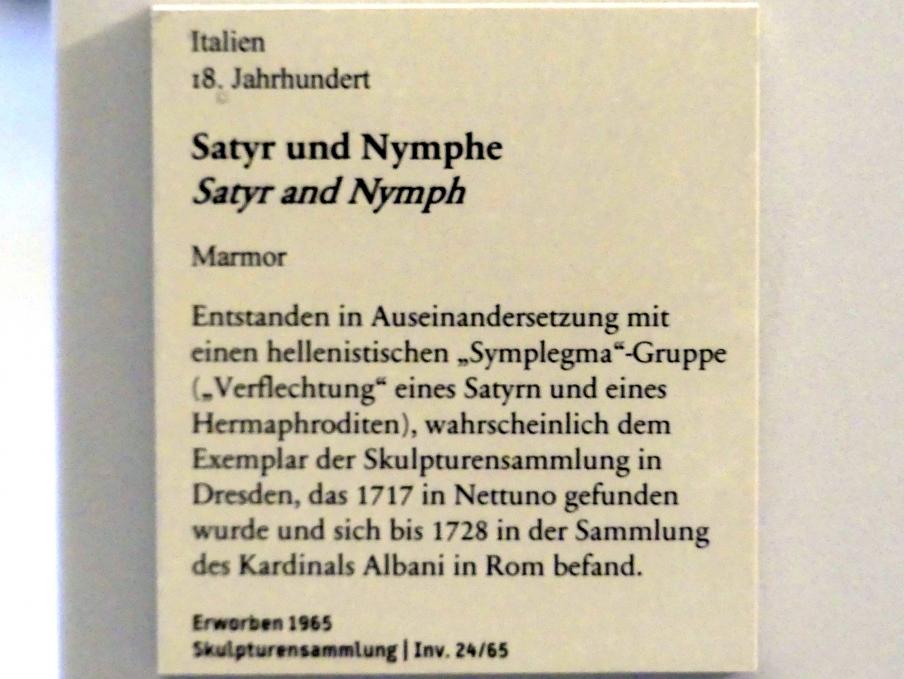 Italien
18. Jahrhundert
Satyr und Nymphe
Satyr and Nymph
Marmor
Entstanden in Auseinandersetzung mit
einen hellenistischen „Symplegma“-Gruppe
(„Verflechtung“ eines Satyrn und eines
Hermaphroditen), wahrscheinlich dem
Exemplar der Skulpturensammlung in
Dresden, das 1717 in Nettuno gefunden
wurde und sich bis 1728 in der Sammlung
des Kardinals Albani in Rom befand.
Erworben 1965
Skulpturensammlung | Inv. 24/65